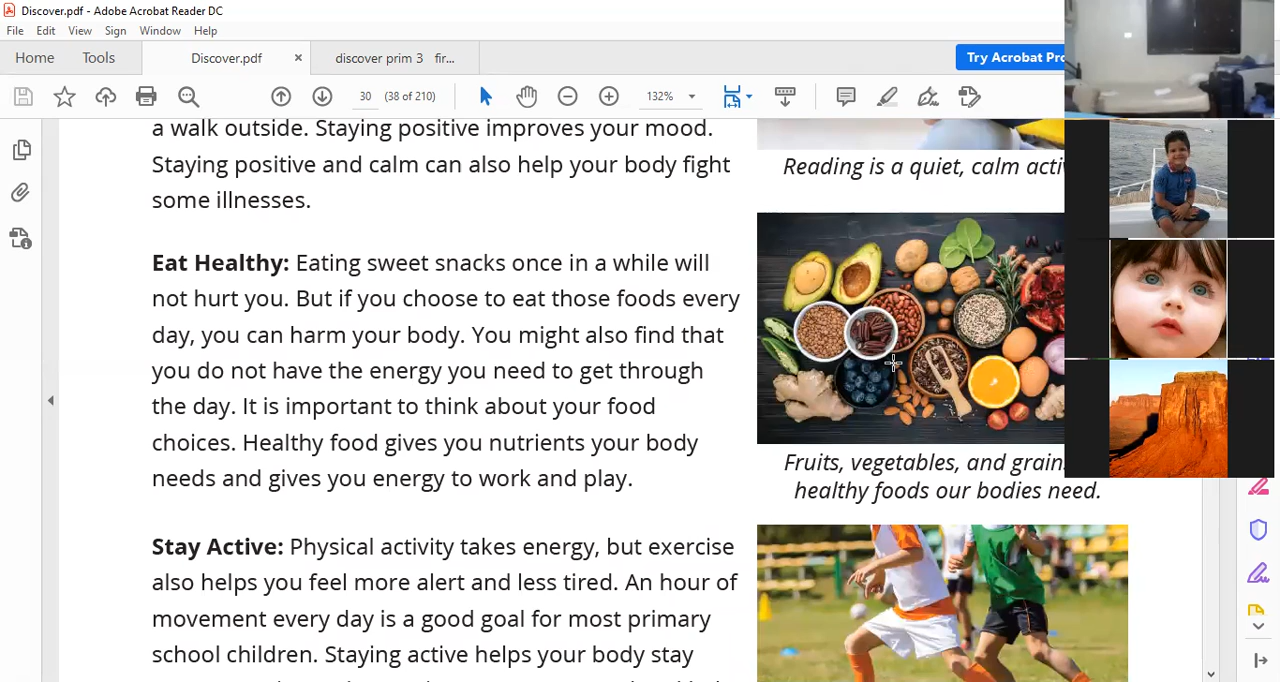 Discover.pdf - Adobe Acrobat Reader DC
File Edit View Sign Window Help
Home Tools Discover.pdf × discover prim 3 fir...
Try Acrobat Pro
30 (38 of 210) 132%
a walk outside. Staying positive improves your mood.
Staying positive and calm can also help your body fight
some illnesses.
Reading is a quiet, calm
Eat Healthy: Eating sweet snacks once in a while will
not hurt you. But if you choose to eat those foods every
day, you can harm your body. You might also find that
you do not have the energy you need to get through
the day. It is important to think about your food
choices. Healthy food gives you nutrients your body
needs and gives you energy to work and play.
Fruits, vegetables, and
healthy foods our bodies need.
Stay Active: Physical activity takes energy, but exercise
also helps you feel more alert and less tired. An hour of
movement every day is a good goal for most primary
school children. Staying active helps your body stay